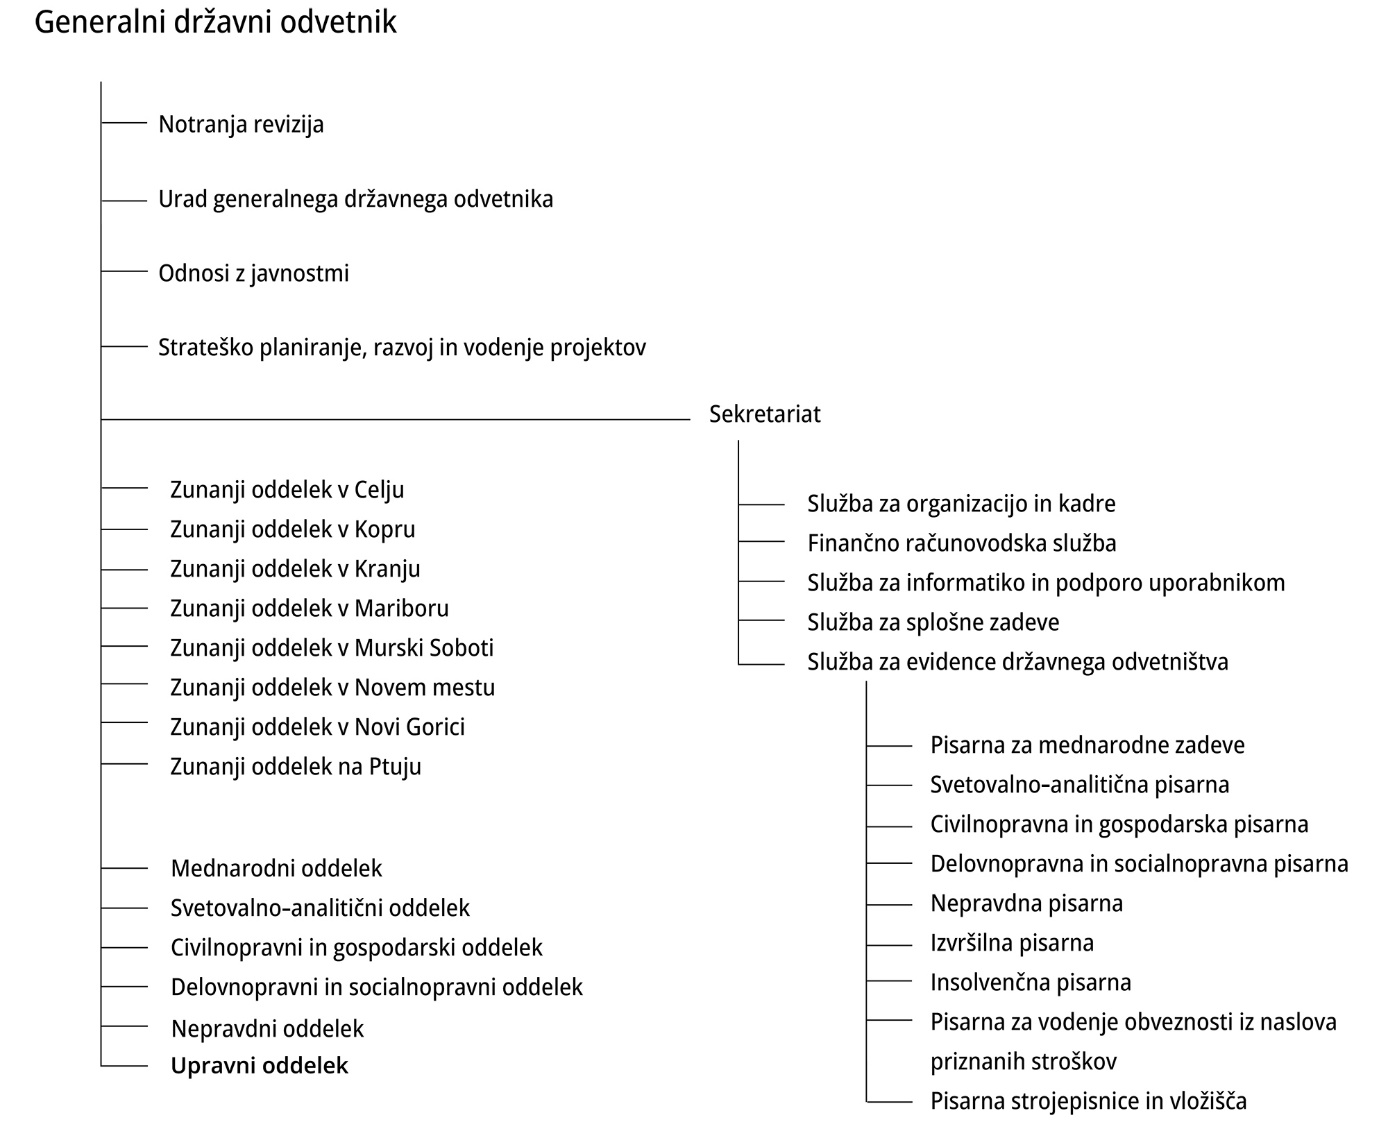 Generalni državni odvetnik
Notranja revizija
Urad generalnega državnega odvetnika
Odnosi z javnostmi
Strateško planiranje, razvoj in vodenje projektov
Sekretariat
Zunanji oddelek v Celju
Zunanji oddelek v Kopru
Zunanji oddelek v Kranju
Zunanji oddelek v Mariboru
Zunanji oddelek v Murski Soboti
Zunanji oddelek v Novem mestu
Zunanji oddelek v Novi Gorici
Zunanji oddelek na Ptuju
Mednarodni oddelek
Svetovalno-analitični oddelek
Civilnopravni in gospodarski oddelek
Delovnopravni in socialnopravni oddelek
Nepravdni oddelek
Upravni oddelek
Služba za organizacijo in kadre
Finančno računovodska služba
Služba za informatiko in podporo uporabnikom
Služba za splošne zadeve
Služba za evidence državnega odvetništva
Pisarna za mednarodne zadeve
Svetovalno-analitična pisarna
Civilnopravna in gospodarska pisarna
Delovnopravna in socialnopravna pisarna
Nepravdna pisarna
Izvršilna pisarna
Insolvenčna pisarna
Pisarna za vodenje obveznosti iz naslova
priznanih stroškov
Pisarna strojepisnice in vložišča